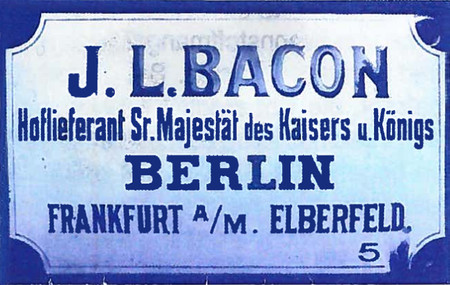 J. L. BACON
Hoflieferant Sr. Majestät des Kaisers u. Königs
BERLIN
FRANKFURT A/M. ELBERFELD.
5